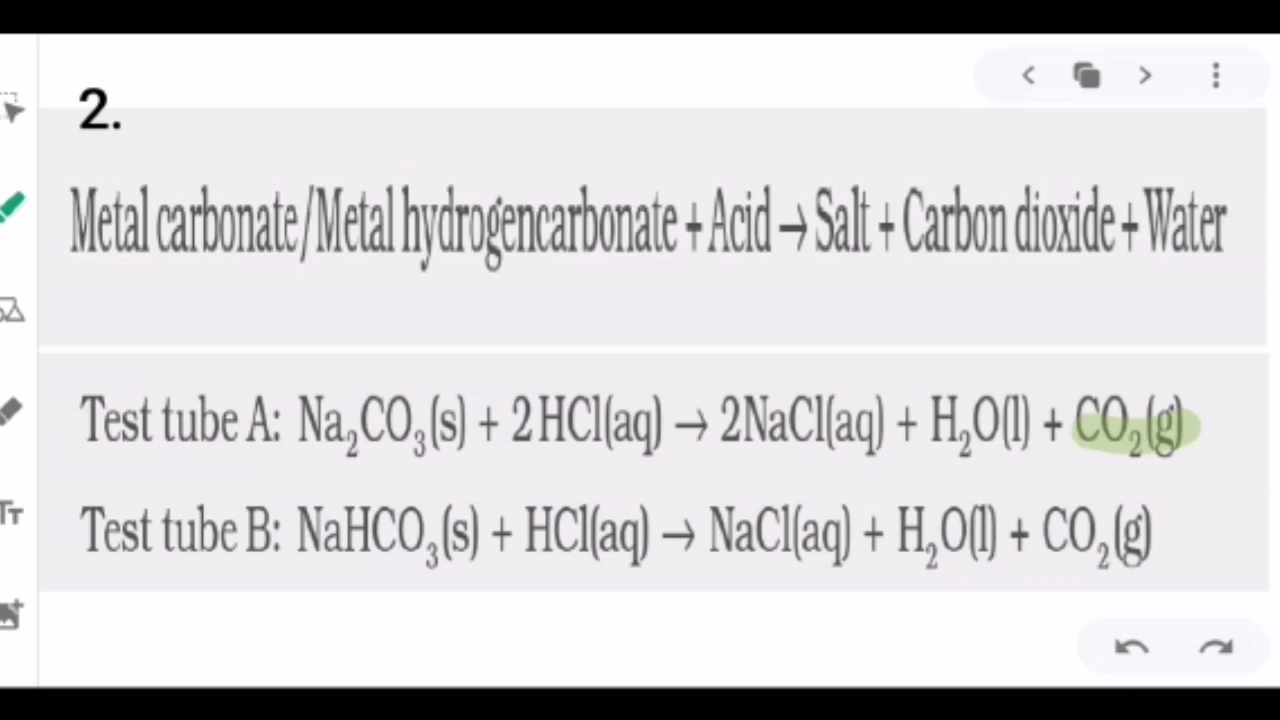 2.
Metal carbonate/Metal hydrogencarbonate + Acid → Salt + Carbon dioxide + Water
Test tube A: Na₂CO₃(s) + 2HCl(aq) → 2NaCl(aq) + H₂O(l) + CO₂(g)
Test tube B: NaHCO₃(s) + HCl(aq) → NaCl(aq) + H₂O(l) + CO₂(g)